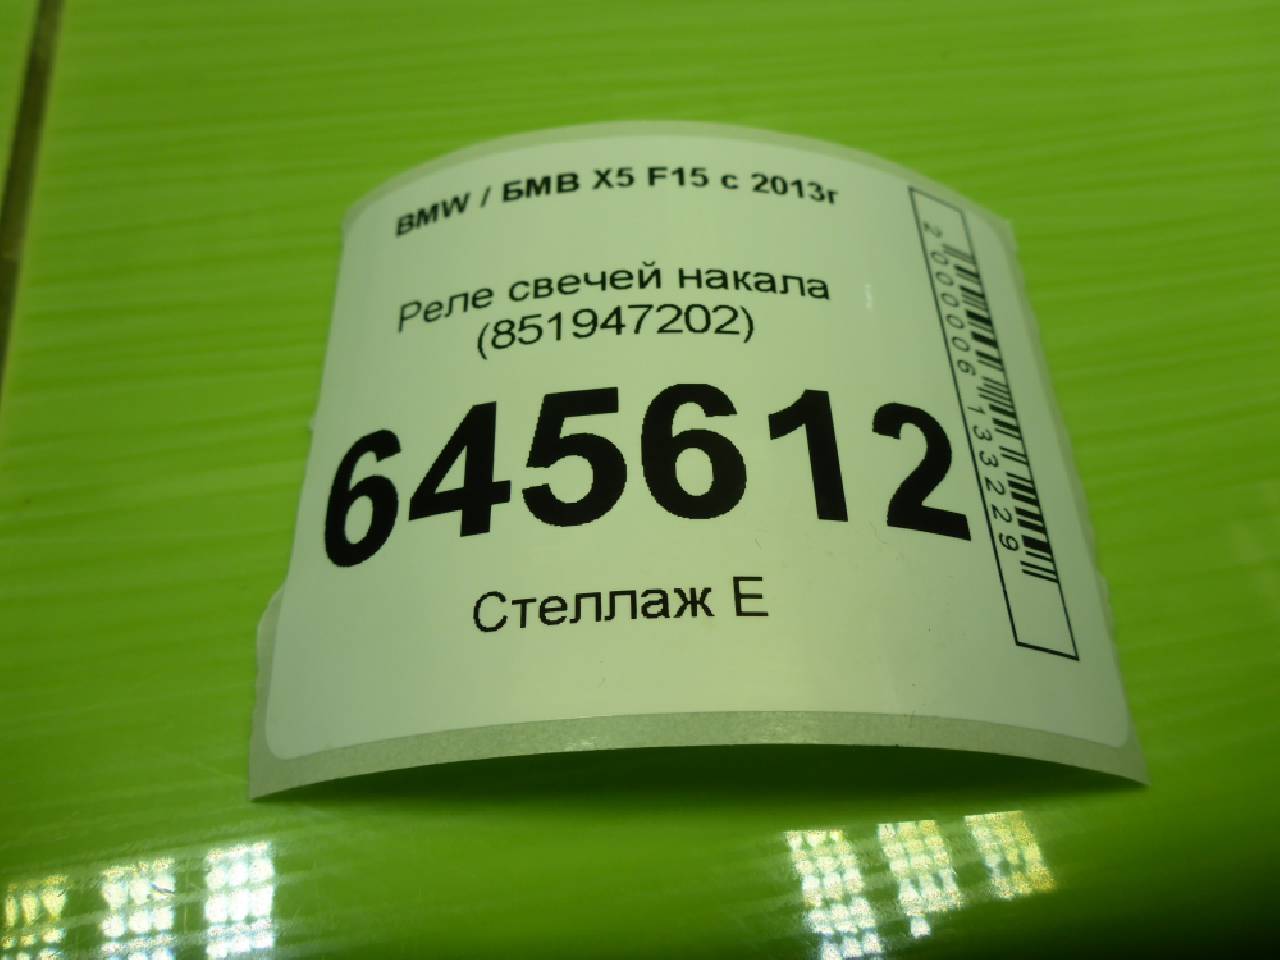 BMW / БМВ X5 F15 с 2013г
Реле свечей накала
(851947202)
645612
Стеллаж Е
2000006133229